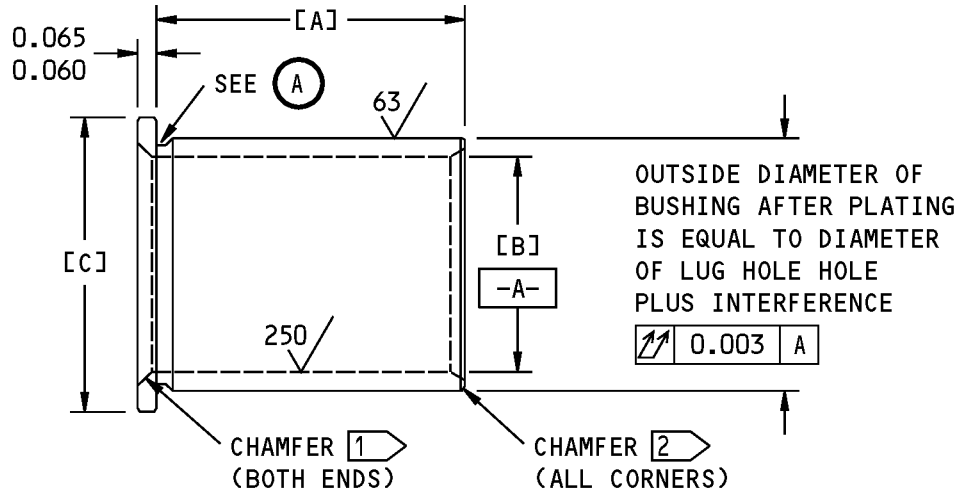 [A]
0.065
0.060
SEE A
63
OUTSIDE DIAMETER OF
BUSHING AFTER PLATING
IS EQUAL TO DIAMETER
OF LUG HOLE HOLE
PLUS INTERFERENCE
0.003 A
[B]
-A-
[C]
250
CHAMFER 1
(BOTH ENDS)
CHAMFER 2
(ALL CORNERS)